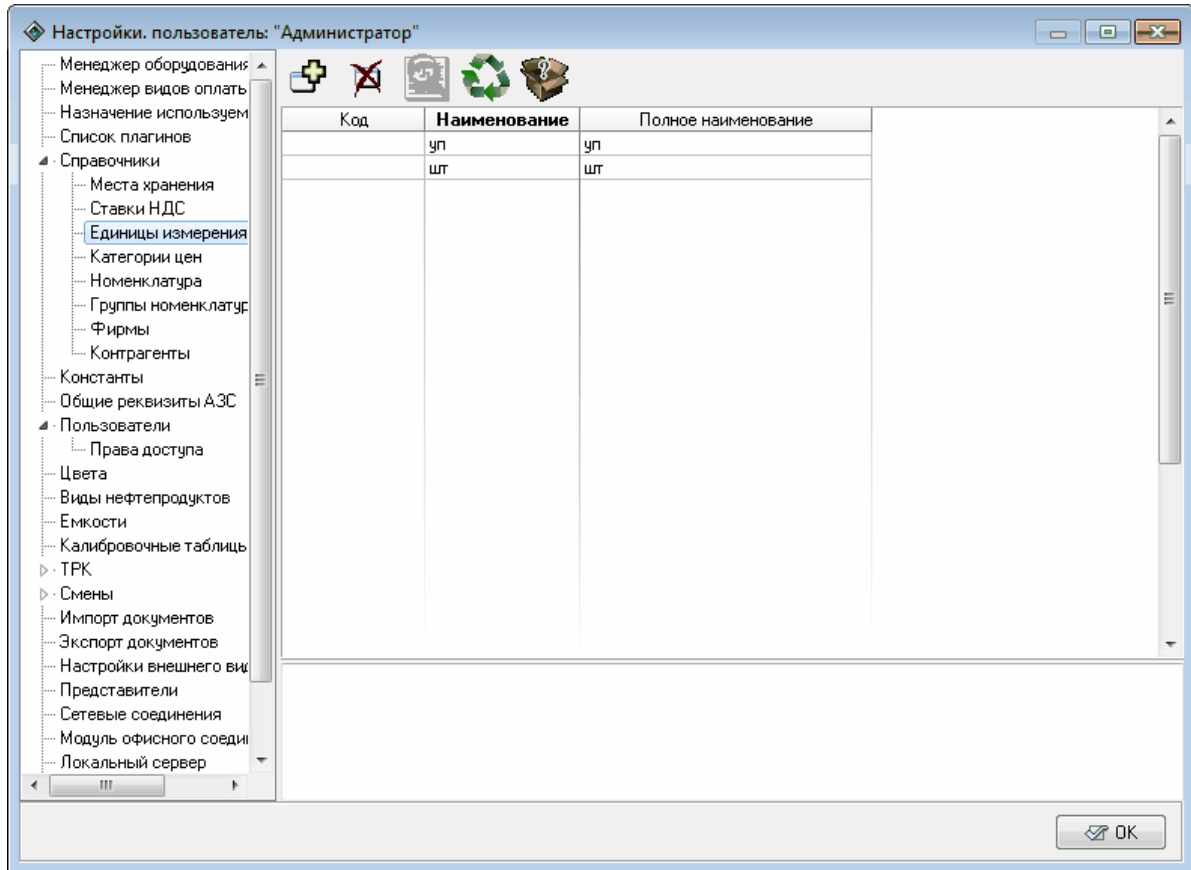 Настройки. пользователь: "Администратор"
Менеджер оборудования
Менеджер видов оплать
Назначение используем
Список плагинов
Справочники
Места хранения
Ставки НДС
Единицы измерения
Категории цен
Номенклатура
Группы номенклатур
Фирмы
Контрагенты
Константы
Общие реквизиты АЗС
Пользователи
Права доступа
Цвета
Виды нефтепродуктов
Емкости
Калибровочные таблиць
ТРК
Смены
Импорт документов
Экспорт документов
Настройки внешнего вид
Представители
Сетевые соединения
Модуль офисного соеди
Локальный сервер
Код Наименование Полное наименование
уп уп
шт шт
OK